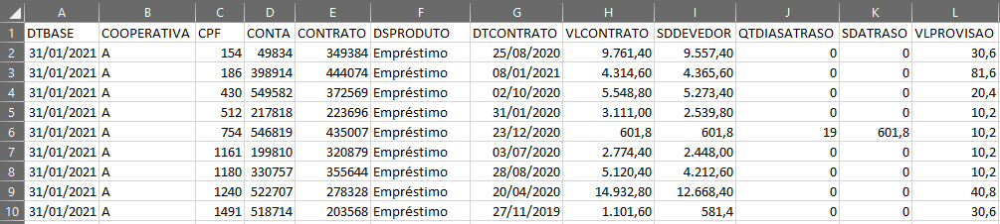 A B C D E F G H I J K L
1 DTBASE COOPERATIVA CPF CONTA CONTRATO DSPRODUTO DTCONTRATO VLCONTRATO SDDEVEDOR QTDIASATRASO SDATRASO VLPROVISAO
2 31/01/2021 A 154 49834 349384 Empréstimo 25/08/2020 9.761,40 9.557,40 0 0 30,6
3 31/01/2021 A 186 398914 444074 Empréstimo 08/01/2021 4.314,60 4.365,60 0 0 81,6
4 31/01/2021 A 430 549582 372569 Empréstimo 02/10/2020 5.548,80 5.273,40 0 0 20,4
5 31/01/2021 A 512 217818 223696 Empréstimo 31/01/2020 3.111,00 2.539,80 0 0 10,2
6 31/01/2021 A 754 546819 435007 Empréstimo 23/12/2020 601,8 601,8 19 601,8 10,2
7 31/01/2021 A 1161 199810 320879 Empréstimo 03/07/2020 2.774,40 2.448,00 0 0 10,2
8 31/01/2021 A 1180 330757 355644 Empréstimo 28/08/2020 5.120,40 4.212,60 0 0 10,2
9 31/01/2021 A 1240 522707 278328 Empréstimo 20/04/2020 14.932,80 12.668,40 0 0 40,8
10 31/01/2021 A 1491 518714 203568 Empréstimo 27/11/2019 1.101,60 581,4 0 0 30,6